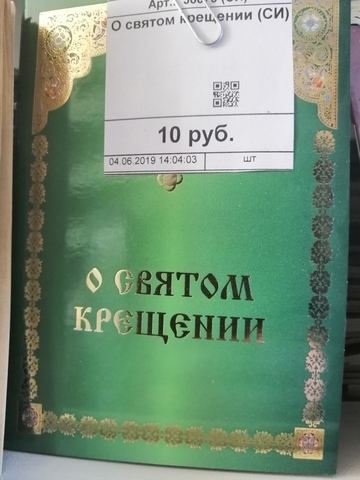 О святом крещении (СИ)
10 руб.
04.06.2019 14:04:03
шт
О СВЯТОМ
КРЕЩЕНИИ